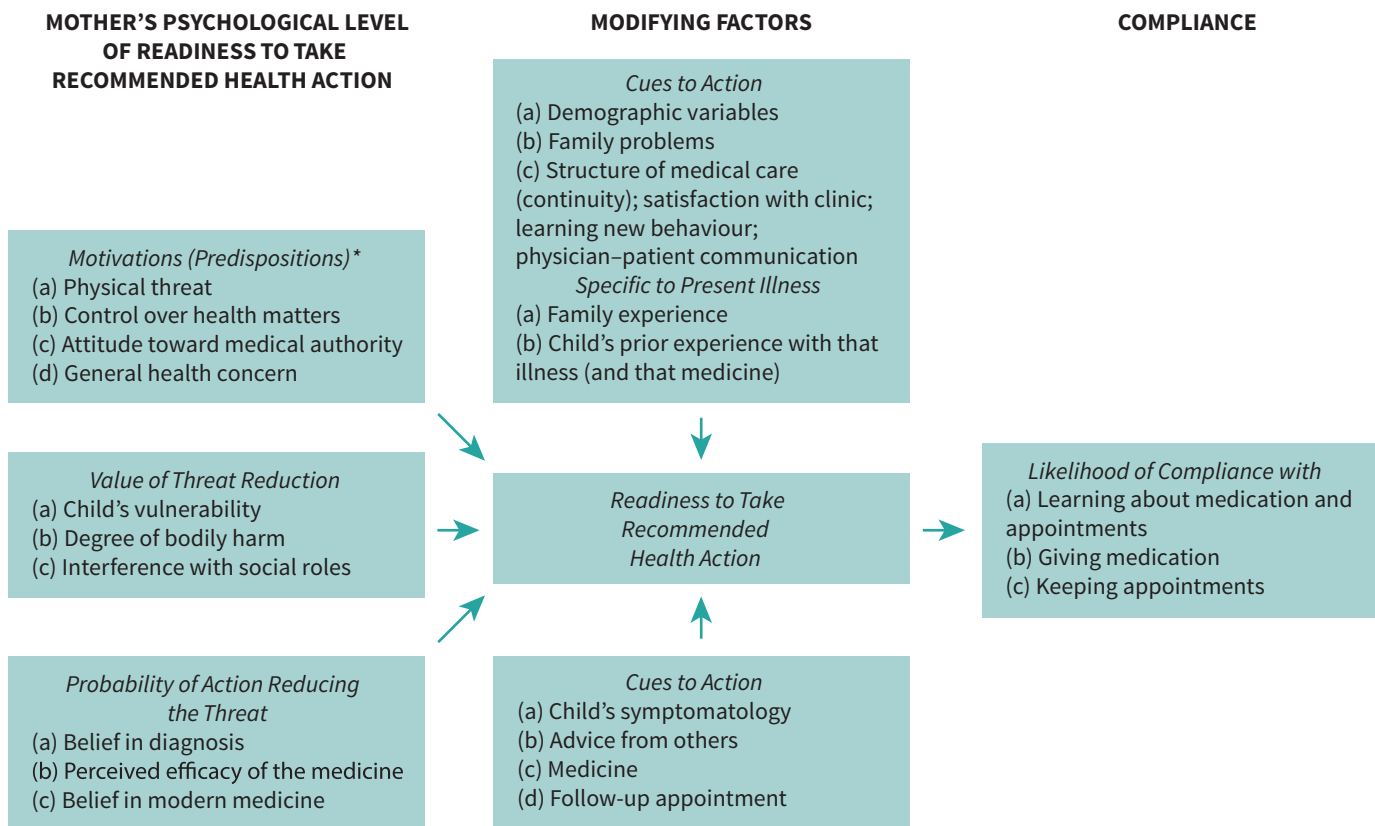 MOTHER’S PSYCHOLOGICAL LEVEL
OF READINESS TO TAKE
RECOMMENDED HEALTH ACTION
Motivations (Predispositions)*
(a) Physical threat
(b) Control over health matters
(c) Attitude toward medical authority
(d) General health concern
Value of Threat Reduction
(a) Child’s vulnerability
(b) Degree of bodily harm
(c) Interference with social roles
Probability of Action Reducing
the Threat
(a) Belief in diagnosis
(b) Perceived efficacy of the medicine
(c) Belief in modern medicine
MODIFYING FACTORS
Cues to Action
(a) Demographic variables
(b) Family problems
(c) Structure of medical care
(continuity); satisfaction with clinic;
learning new behaviour;
physician–patient communication
Specific to Present Illness
(a) Family experience
(b) Child’s prior experience with that
illness (and that medicine)
Readiness to Take
Recommended
Health Action
Cues to Action
(a) Child’s symptomatology
(b) Advice from others
(c) Medicine
(d) Follow-up appointment
COMPLIANCE
Likelihood of Compliance with
(a) Learning about medication and
appointments
(b) Giving medication
(c) Keeping appointments